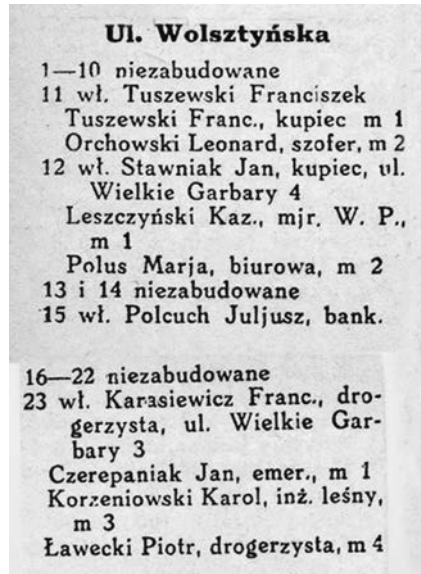 Ul. Wolsztyńska
1—10 niezabudowane
11 wł. Tuszewski Franciszek
Tuszewski Franc., kupiec m 1
Orchowski Leonard, szofer, m 2
12 wł. Stawniak Jan, kupiec, ul.
Wielkie Garbary 4
Leszczyński Kaz., mjr. W. P.,
m 1
Polus Marja, biurowa, m 2
13 i 14 niezabudowane
15 wł. Polcuch Juljusz, bank.
16—22 niezabudowane
23 wł. Karasiewicz Franc., dro-
gerzysta, ul. Wielkie Gar-
bary 3
Czerepaniak Jan, emer., m 1
Korzeniowski Karol, inż. leśny,
m 3
Ławecki Piotr, drogerzysta, m 4